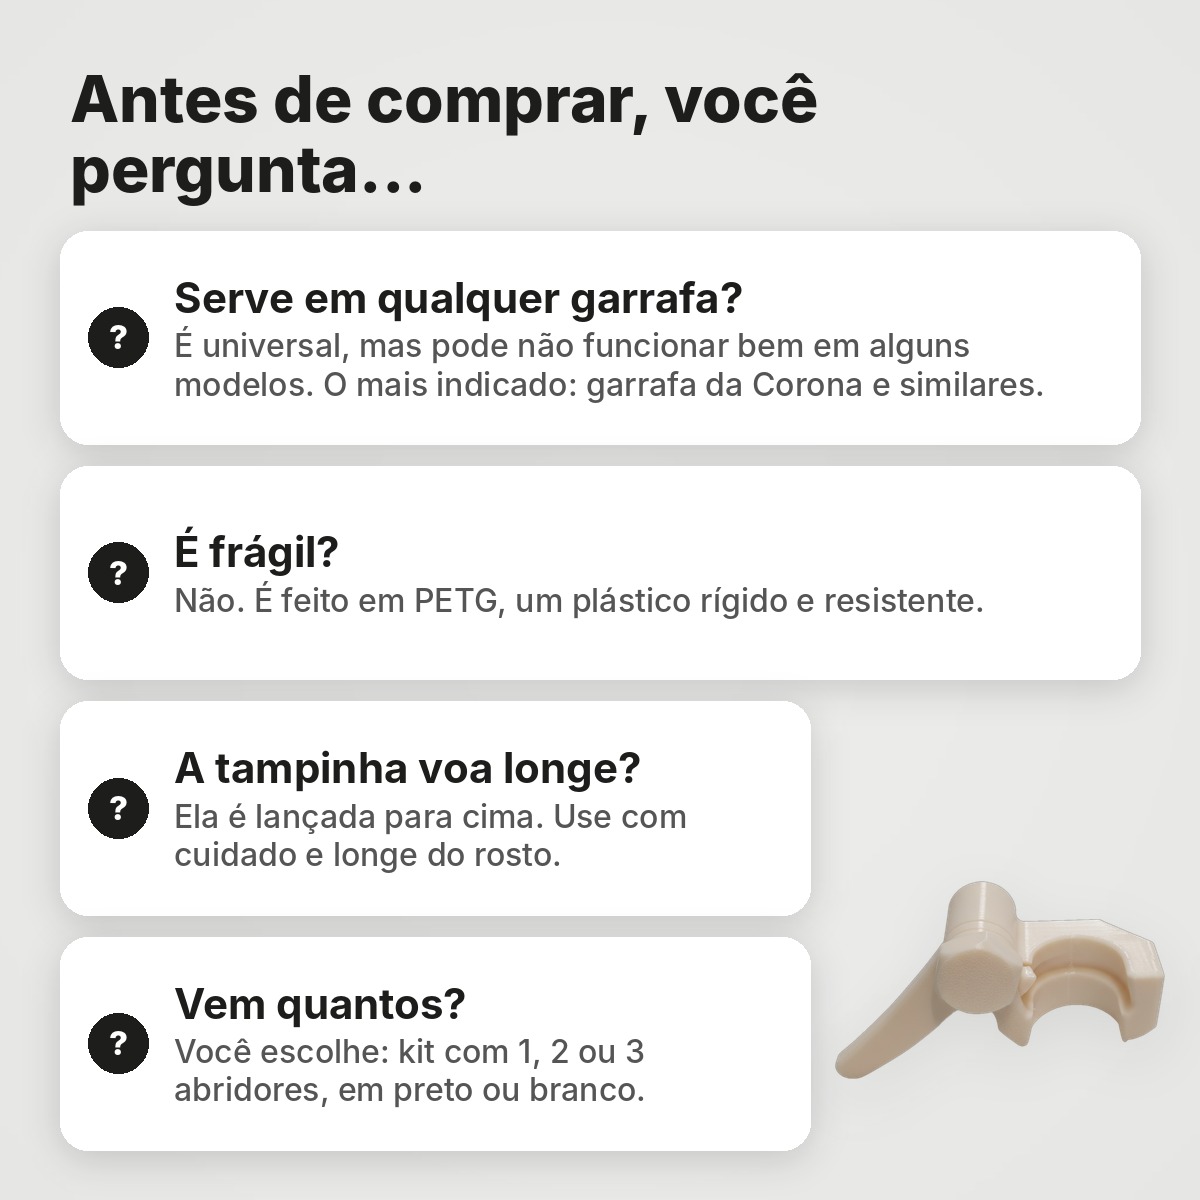 Antes de comprar, você
pergunta...
?
Serve em qualquer garrafa?
É universal, mas pode não funcionar bem em alguns
modelos. O mais indicado: garrafa da Corona e similares.
?
É frágil?
Não. É feito em PETG, um plástico rígido e resistente.
?
A tampinha voa longe?
Ela é lançada para cima. Use com
cuidado e longe do rosto.
?
Vem quantos?
Você escolhe: kit com 1, 2 ou 3
abridores, em preto ou branco.